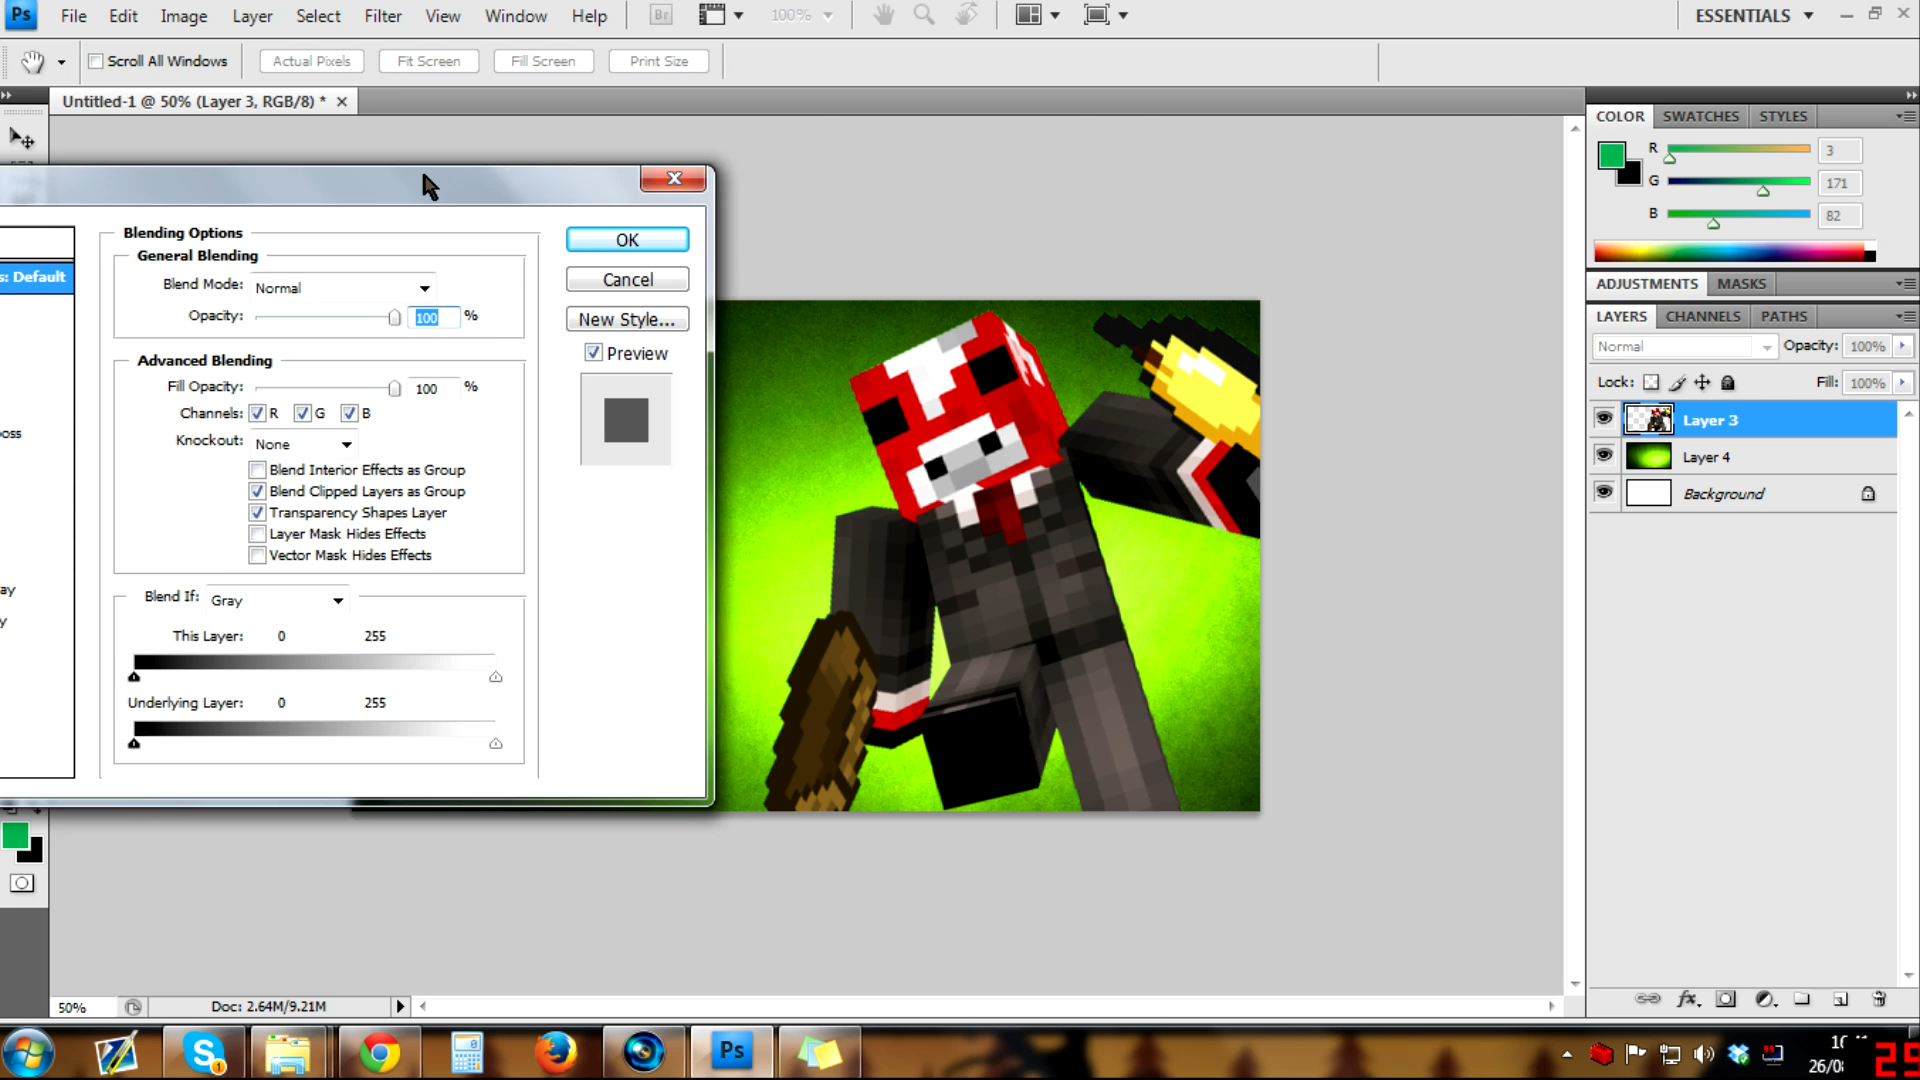 Ps File Edit Image Layer Select Filter View Window Help Br 100% ESSENTIALS
Scroll All Windows Actual Pixels Fit Screen Fill Screen Print Size
Untitled-1 @ 50% (Layer 3, RGB/8) *
COLOR SWATCHES STYLES
R 3
G 171
B 82
Blending Options
General Blending
s: Default
Blend Mode: Normal
Opacity: 100 %
Advanced Blending
Fill Opacity: 100 %
Channels: R G B
Knockout: None
oss
Blend Interior Effects as Group
Blend Clipped Layers as Group
Transparency Shapes Layer
Layer Mask Hides Effects
Vector Mask Hides Effects
ay
Blend If: Gray
y
This Layer: 0 255
Underlying Layer: 0 255
OK
Cancel
New Style...
Preview
ADJUSTMENTS MASKS
LAYERS CHANNELS PATHS
Normal Opacity: 100%
Lock: Fill: 100%
Layer 3
Layer 4
Background
fx.
50% Doc: 2.64M/9.21M
S 1 Ps
26/0